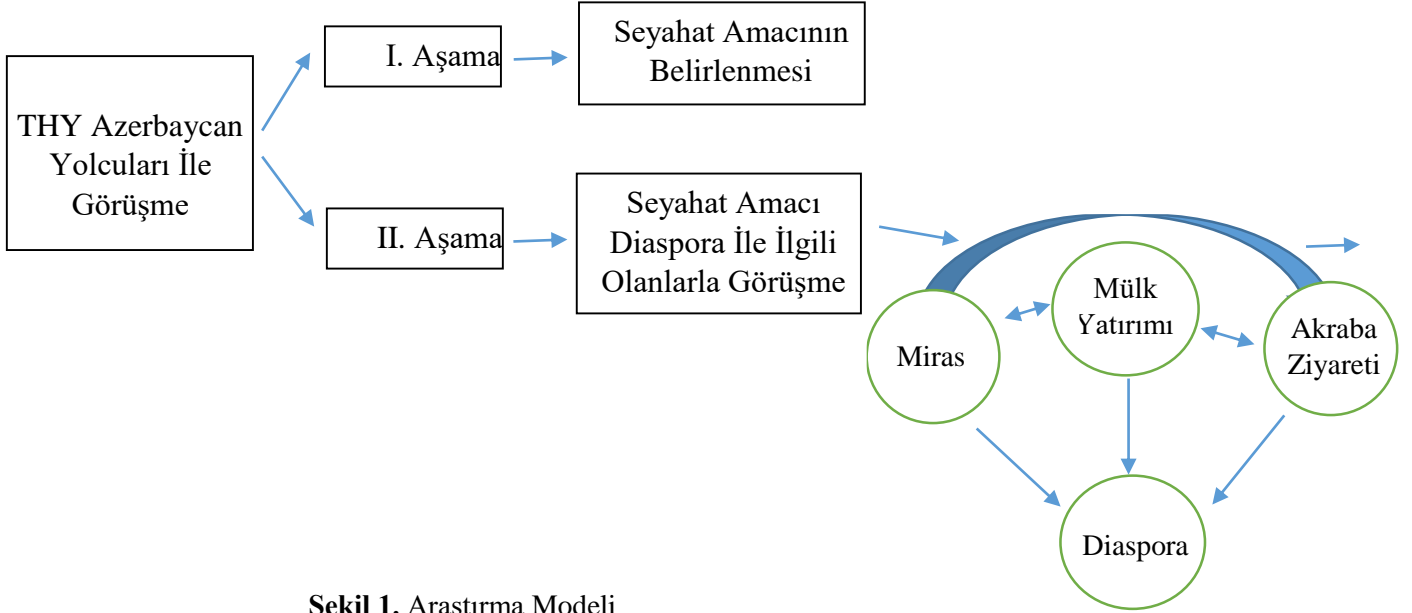 THY Azerbaycan
Yolcuları İle
Görüşme
I. Aşama
Seyahat Amacının
Belirlenmesi
II. Aşama
Seyahat Amacı
Diaspora İle İlgili
Olanlarla Görüşme
Miras
Mülk
Yatırımı
Akraba
Ziyareti
Diaspora
Şekil 1. Araştırma Modeli